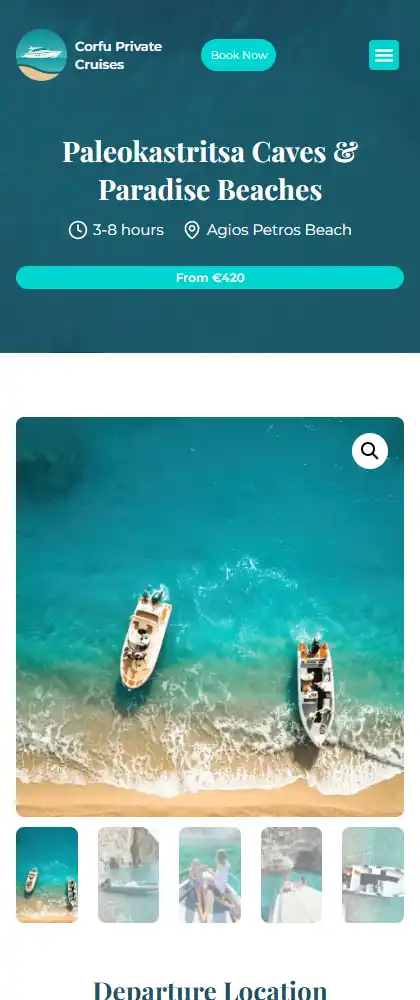 Corfu Private
Cruises
Book Now
Paleokastritsa Caves &
Paradise Beaches
3-8 hours
Agios Petros Beach
From €420
Departure Location